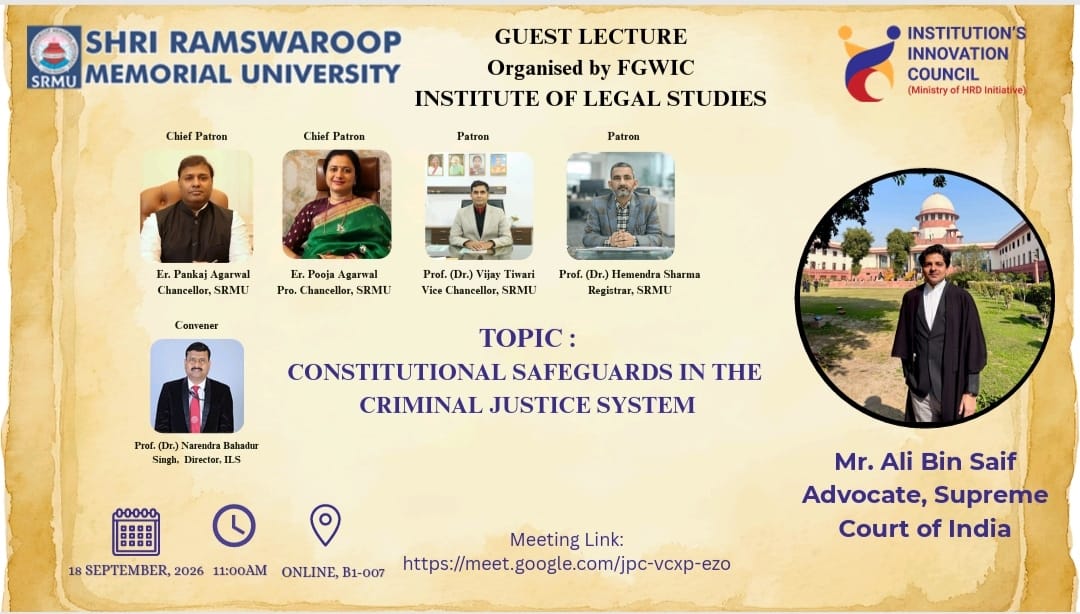 SHRI RAMSWAROOP
MEMORIAL UNIVERSITY
SRMU
GUEST LECTURE
Organised by FGWIC
INSTITUTE OF LEGAL STUDIES
INSTITUTION'S
INNOVATION
COUNCIL
(Ministry of HRD Initiative)
Chief Patron
Er. Pankaj Agarwal
Chancellor, SRMU
Chief Patron
Er. Pooja Agarwal
Pro. Chancellor, SRMU
Patron
Prof. (Dr.) Vijay Tiwari
Vice Chancellor, SRMU
Patron
Prof. (Dr.) Hemendra Sharma
Registrar, SRMU
Convener
Prof. (Dr.) Narendra Bahadur
Singh, Director, ILS
TOPIC :
CONSTITUTIONAL SAFEGUARDS IN THE
CRIMINAL JUSTICE SYSTEM
Mr. Ali Bin Saif
Advocate, Supreme
Court of India
18 SEPTEMBER, 2026
11:00AM
ONLINE, B1-007
Meeting Link:
https://meet.google.com/jpc-vcxp-ezo